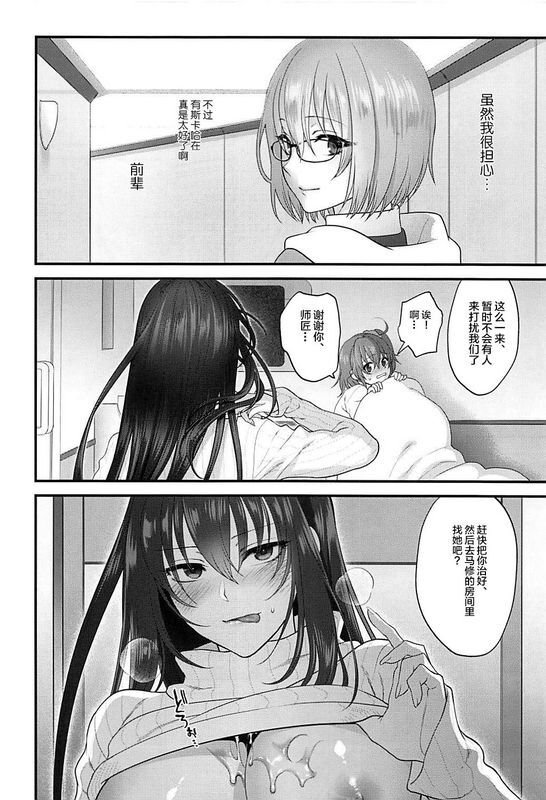 虽然我很担心…
不过
有斯卡哈在
真是太好了啊
前辈
这么一来、
暂时不会有人
来打扰我们了
诶！
啊、…
谢谢你、
师匠…
赶快把你治好、
然后去马修的房间里
找她吧？
どろぉ…